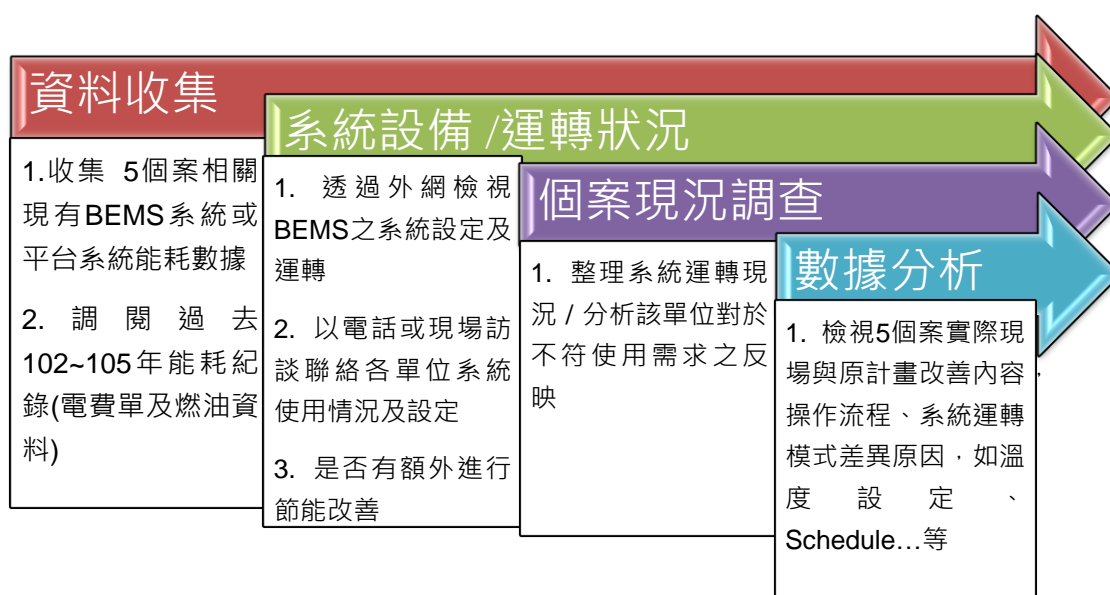 資料收集
1.收集 5個案相關
現有BEMS系統或
平台系統能耗數據
2. 調閱過去
102~105年能耗紀
錄(電費單及燃油資
料)
系統設備 /運轉狀況
1. 透過外網檢視
BEMS之系統設定及
運轉
2. 以電話或現場訪
談聯絡各單位系統
使用情況及設定
3. 是否有額外進行
節能改善
個案現況調查
1. 整理系統運轉現
況 / 分析該單位對於
不符使用需求之反
映
數據分析
1. 檢視5個案實際現
場與原計畫改善內容、
操作流程、系統運轉
模式差異原因，如溫
度設定、
Schedule…等